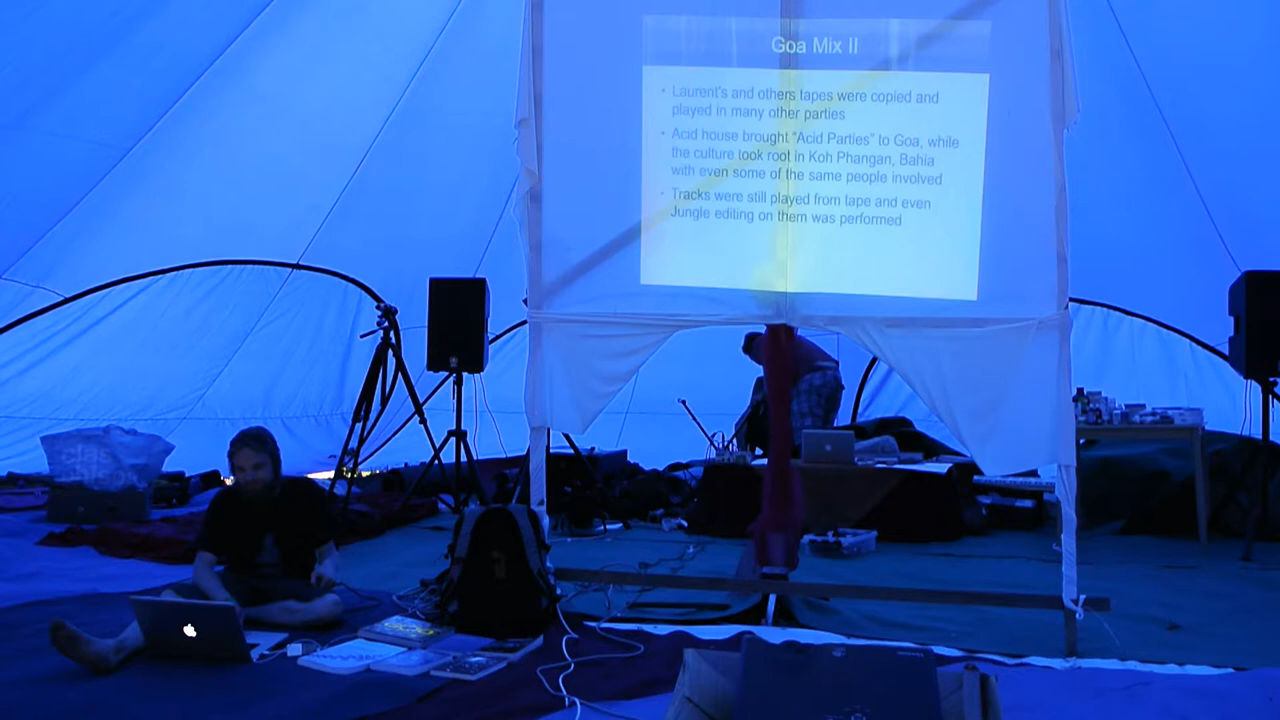 Goa Mix II
• Laurent's and others tapes were copied and
played in many other parties
• Acid house brought "Acid Parties" to Goa, while
the culture took root in Koh Phangan, Bahia
with even some of the same people involved
• Tracks were still played from tape and even
Jungle editing on them was performed